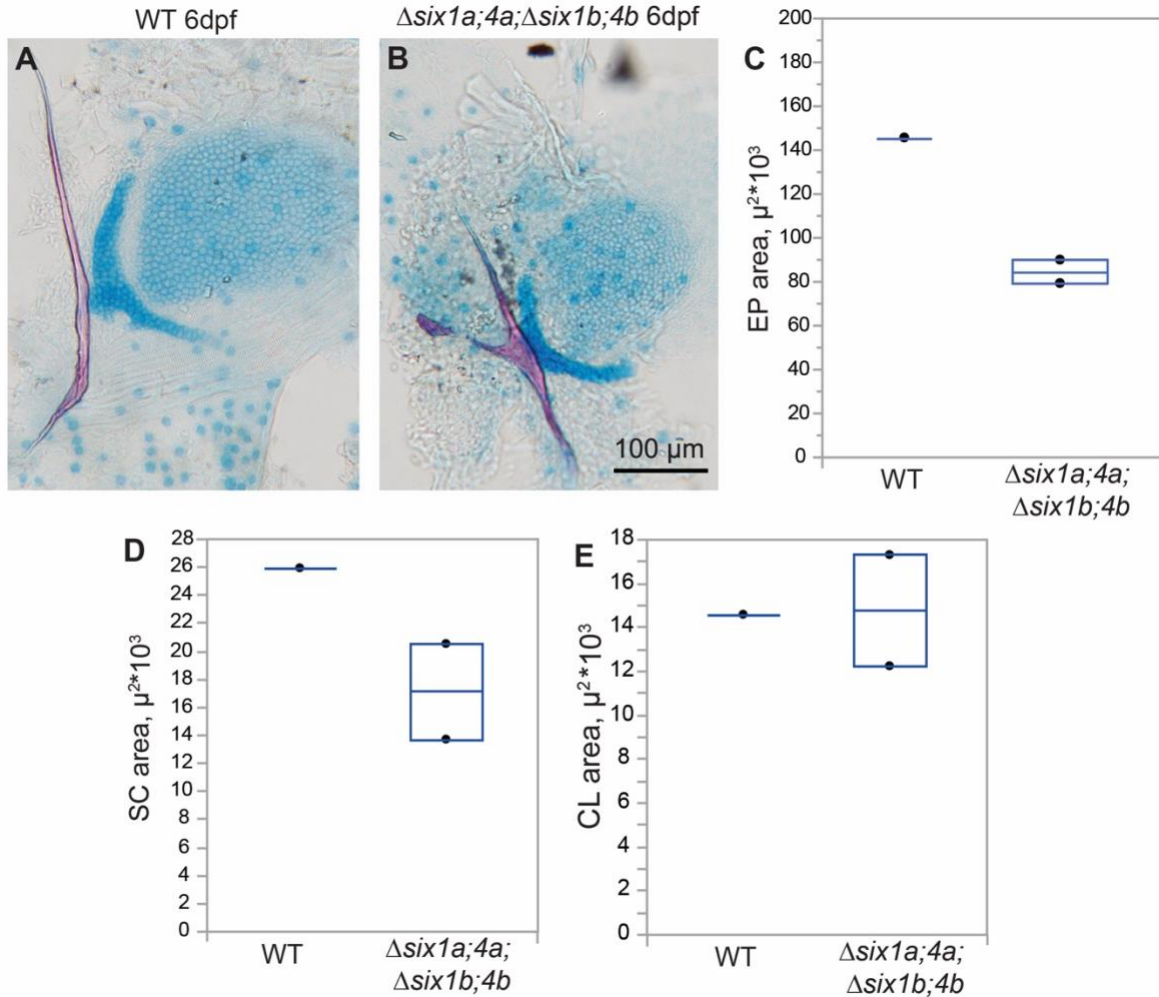 WT 6dpf
Δsix1a;4a;Δsix1b;4b 6dpf
A
B
100 μm
C
200
180
160
140
120
100
80
60
40
20
0
EP area, μ²*10³
WT
Δsix1a;4a;
Δsix1b;4b
D
28
26
24
22
20
18
16
14
12
10
8
6
4
2
0
SC area, μ²*10³
WT
Δsix1a;4a;
Δsix1b;4b
E
18
16
14
12
10
8
6
4
2
0
CL area, μ²*10³
WT
Δsix1a;4a;
Δsix1b;4b